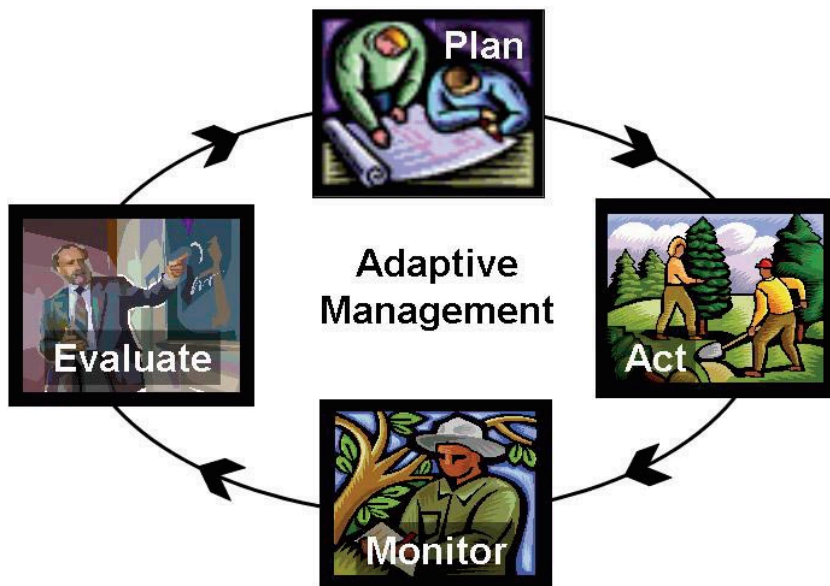 Plan
Adaptive
Management
Evaluate
Act
Monitor